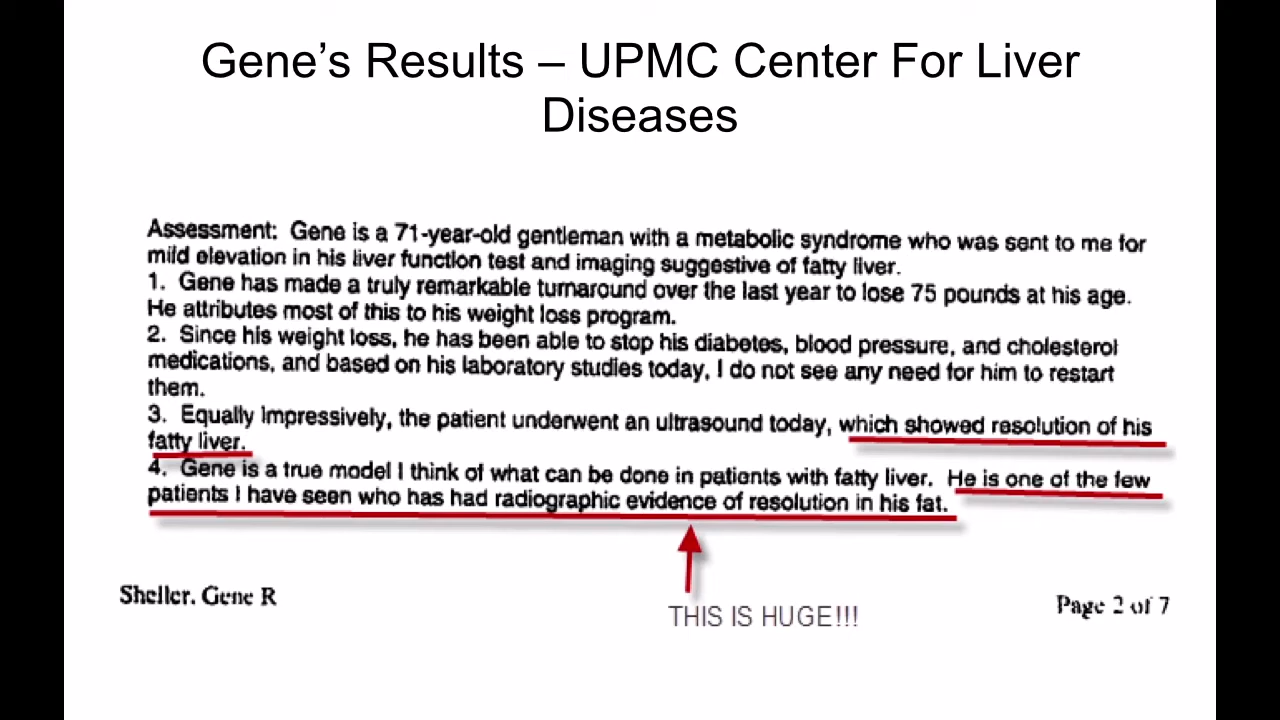 Gene’s Results – UPMC Center For Liver
Diseases
Assessment: Gene is a 71-year-old gentleman with a metabolic syndrome who was sent to me for
mild elevation in his liver function test and imaging suggestive of fatty liver.
1. Gene has made a truly remarkable turnaround over the last year to lose 75 pounds at his age.
He attributes most of this to his weight loss program.
2. Since his weight loss, he has been able to stop his diabetes, blood pressure, and cholesterol
medications, and based on his laboratory studies today, I do not see any need for him to restart
them.
3. Equally impressively, the patient underwent an ultrasound today, which showed resolution of his
fatty liver.
4. Gene is a true model I think of what can be done in patients with fatty liver. He is one of the few
patients I have seen who has had radiographic evidence of resolution in his fat.
Sheller, Gene R
Page 2 of 7
THIS IS HUGE!!!